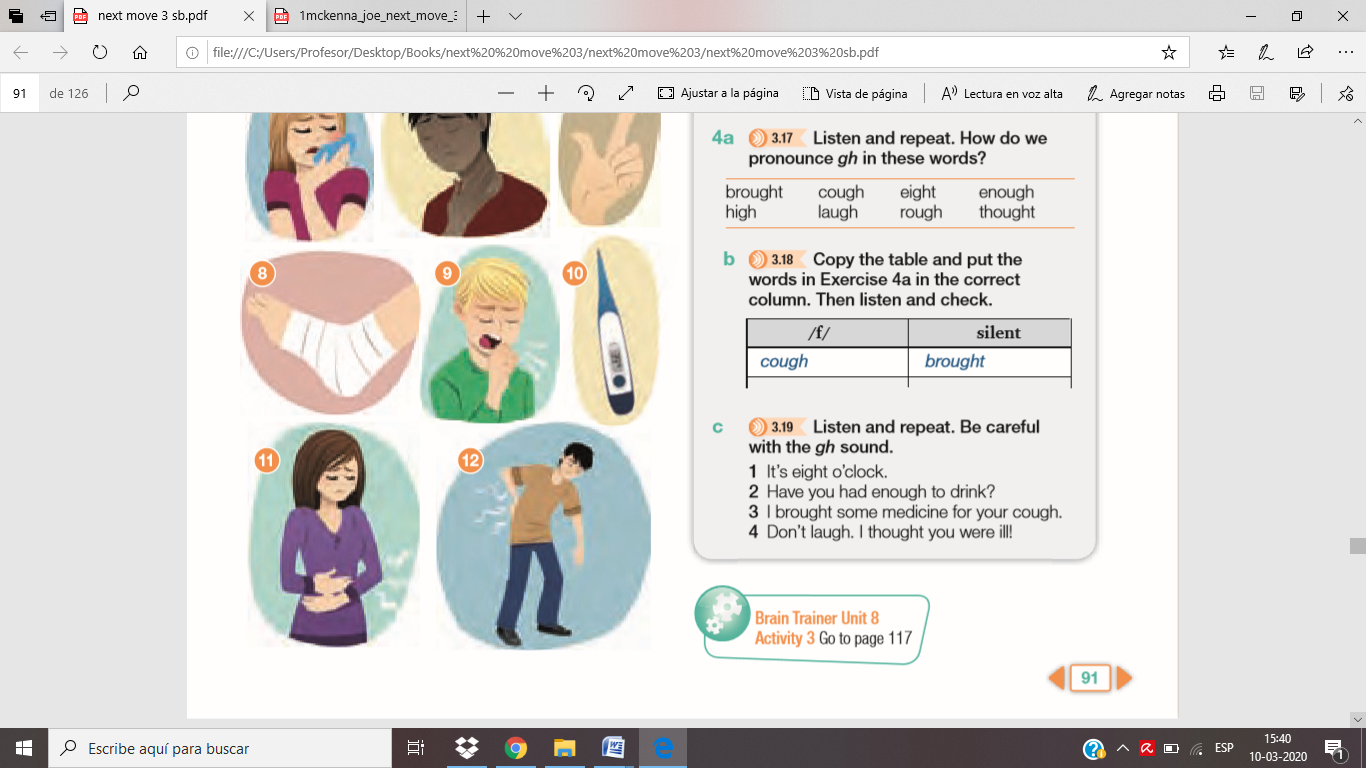 next move 3 sb.pdf
1mckenna_joe_next_move_3
file:///C:/Users/Profesor/Desktop/Books/next%20%20move%203/next%20move%203/next%20move%203%20sb.pdf
91 de 126
Ajustar a la página
Vista de página
Lectura en voz alta
Agregar notas
8
9
10
11
12
4a 3.17 Listen and repeat. How do we
pronounce gh in these words?
brought cough eight enough
high laugh rough thought
b 3.18 Copy the table and put the
words in Exercise 4a in the correct
column. Then listen and check.
/f/ silent
cough brought
c 3.19 Listen and repeat. Be careful
with the gh sound.
1 It's eight o'clock.
2 Have you had enough to drink?
3 I brought some medicine for your cough.
4 Don't laugh. I thought you were ill!
Brain Trainer Unit 8
Activity 3 Go to page 117
91
Escribe aquí para buscar
ESP
15:40
10-03-2020
1